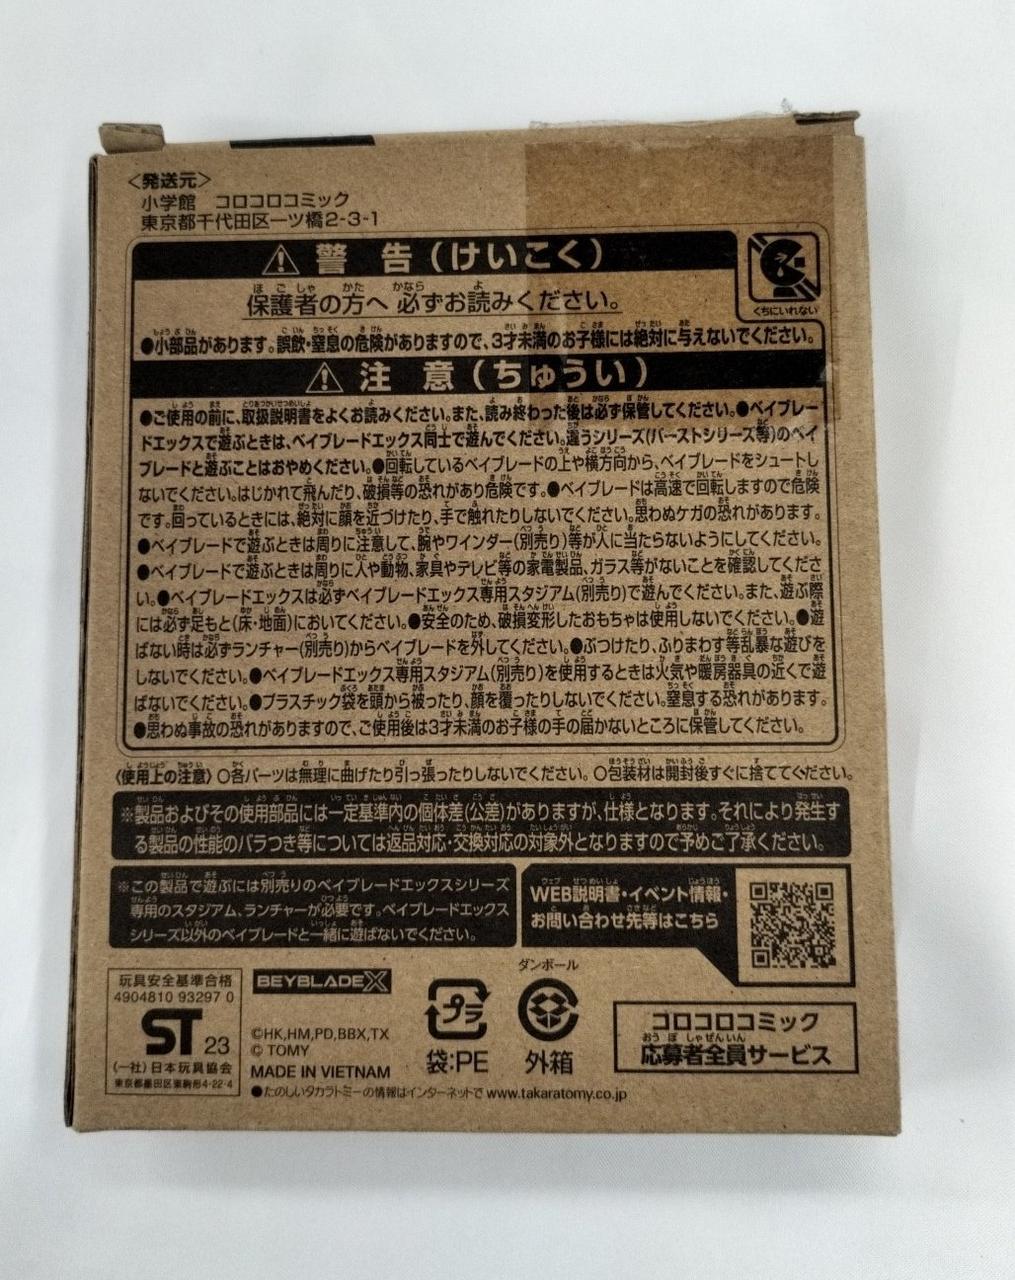 〈発送元〉
小学館　コロコロコミック
東京都千代田区一ツ橋2-3-1
警 告（けいこく）
くちにいれない
保護者の方へ 必ずお読みください。
●小部品があります。誤飲・窒息の危険がありますので、3才未満のお子様には絶対に与えないでください。
注 意（ちゅうい）
●ご使用の前に、取扱説明書をよくお読みください。また、読み終わった後は必ず保管してください。●ベイブレー
ドエックスで遊ぶときは、ベイブレードエックス同士で遊んでください。違うシリーズ(バーストシリーズ等)のベイ
ブレードと遊ぶことはおやめください。●回転しているベイブレードの上や横方向から、ベイブレードをシュートし
ないでください。はじかれて飛んだり、破損等の恐れがあり危険です。●ベイブレードは高速で回転しますので危険
です。回っているときには、絶対に顔を近づけたり、手で触れたりしないでください。思わぬケガの恐れがあります。
●ベイブレードで遊ぶときは周りに注意して、腕やワインダー(別売り)等が人に当たらないようにしてください。
●ベイブレードで遊ぶときは周りに人や動物、家具やテレビ等の家電製品、ガラス等がないことを確認してくださ
い。●ベイブレードエックスは必ずベイブレードエックス専用スタジアム(別売り)で遊んでください。また、遊ぶ際
には必ず足もと(床・地面)においてください。●安全のため、破損変形したおもちゃは使用しないでください。●遊
ばない時は必ずランチャー(別売り)からベイブレードを外してください。●ぶつけたり、ふりまわす等乱暴な遊びを
しないでください。●ベイブレードエックス専用スタジアム(別売り)を使用するときは火気や暖房器具の近くで遊
ばないでください。●プラスチック袋を頭から被ったり、顔を覆ったりしないでください。窒息する恐れがあります。
●思わぬ事故の恐れがありますので、ご使用後は3才未満のお子様の手の届かないところに保管してください。
〈使用上の注意〉○各パーツは無理に曲げたり引っ張ったりしないでください。○包装材は開封後すぐに捨ててください。
※製品およびその使用部品には一定基準内の個体差(公差)がありますが、仕様となります。それにより発生す
る製品の性能のバラつき等については返品対応・交換対応の対象外となりますので予めご了承ください。
※この製品で遊ぶには別売りのベイブレードエックスシリーズ
専用のスタジアム、ランチャーが必要です。ベイブレードエックス
シリーズ以外のベイブレードと一緒に遊ばないでください。
WEB説明書・イベント情報・
お問い合わせ先等はこちら
玩具安全基準合格
4904810 93297 0
ST 23
(一社)日本玩具協会
東京都墨田区東駒形4-22-4
BEYBLADE X
©HK,HM,PD,BBX,TX
© TOMY
MADE IN VIETNAM
●たのしいタカラトミーの情報はインターネットで www.takaratomy.co.jp
プラ
袋:PE
ダンボール
外箱
コロコロコミック
応募者全員サービス